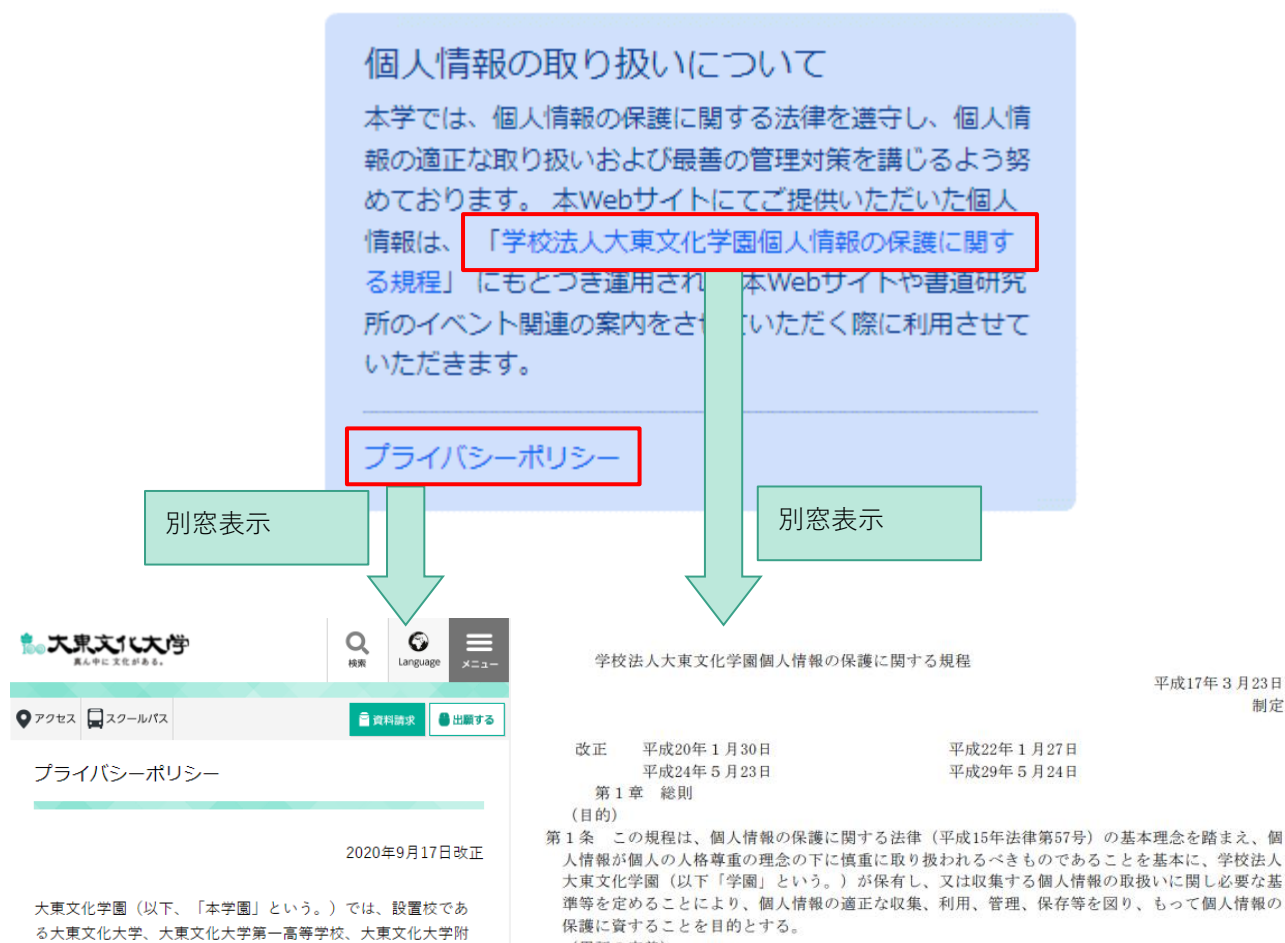 個人情報の取り扱いについて
本学では、個人情報の保護に関する法律を遵守し、個人情
報の適正な取り扱いおよび最善の管理対策を講じるよう努
めております。 本Webサイトにてご提供いただいた個人
情報は、 「学校法人大東文化学園個人情報の保護に関す
る規程」 にもとづき運用され 本Webサイトや書道研究
所のイベント関連の案内をさ いただく際に利用させて
いただきます。
プライバシーポリシー
別窓表示
別窓表示
大東文化大学
真ん中に文化がある。
検索
Language
メニュー
アクセス
スクールバス
資料請求
出願する
プライバシーポリシー
2020年9月17日改正
大東文化学園（以下、「本学園」という。）では、設置校であ
る大東文化大学、大東文化大学第一高等学校、大東文化大学附
学校法人大東文化学園個人情報の保護に関する規程
平成17年３月23日
制定
改正 平成20年１月30日 平成22年１月27日
平成24年５月23日 平成29年５月24日
第１章 総則
（目的）
第１条 この規程は、個人情報の保護に関する法律（平成15年法律第57号）の基本理念を踏まえ、個
人情報が個人の人格尊重の理念の下に慎重に取り扱われるべきものであることを基本に、学校法人
大東文化学園（以下「学園」という。）が保有し、又は収集する個人情報の取扱いに関し必要な基
準等を定めることにより、個人情報の適正な収集、利用、管理、保存等を図り、もって個人情報の
保護に資することを目的とする。